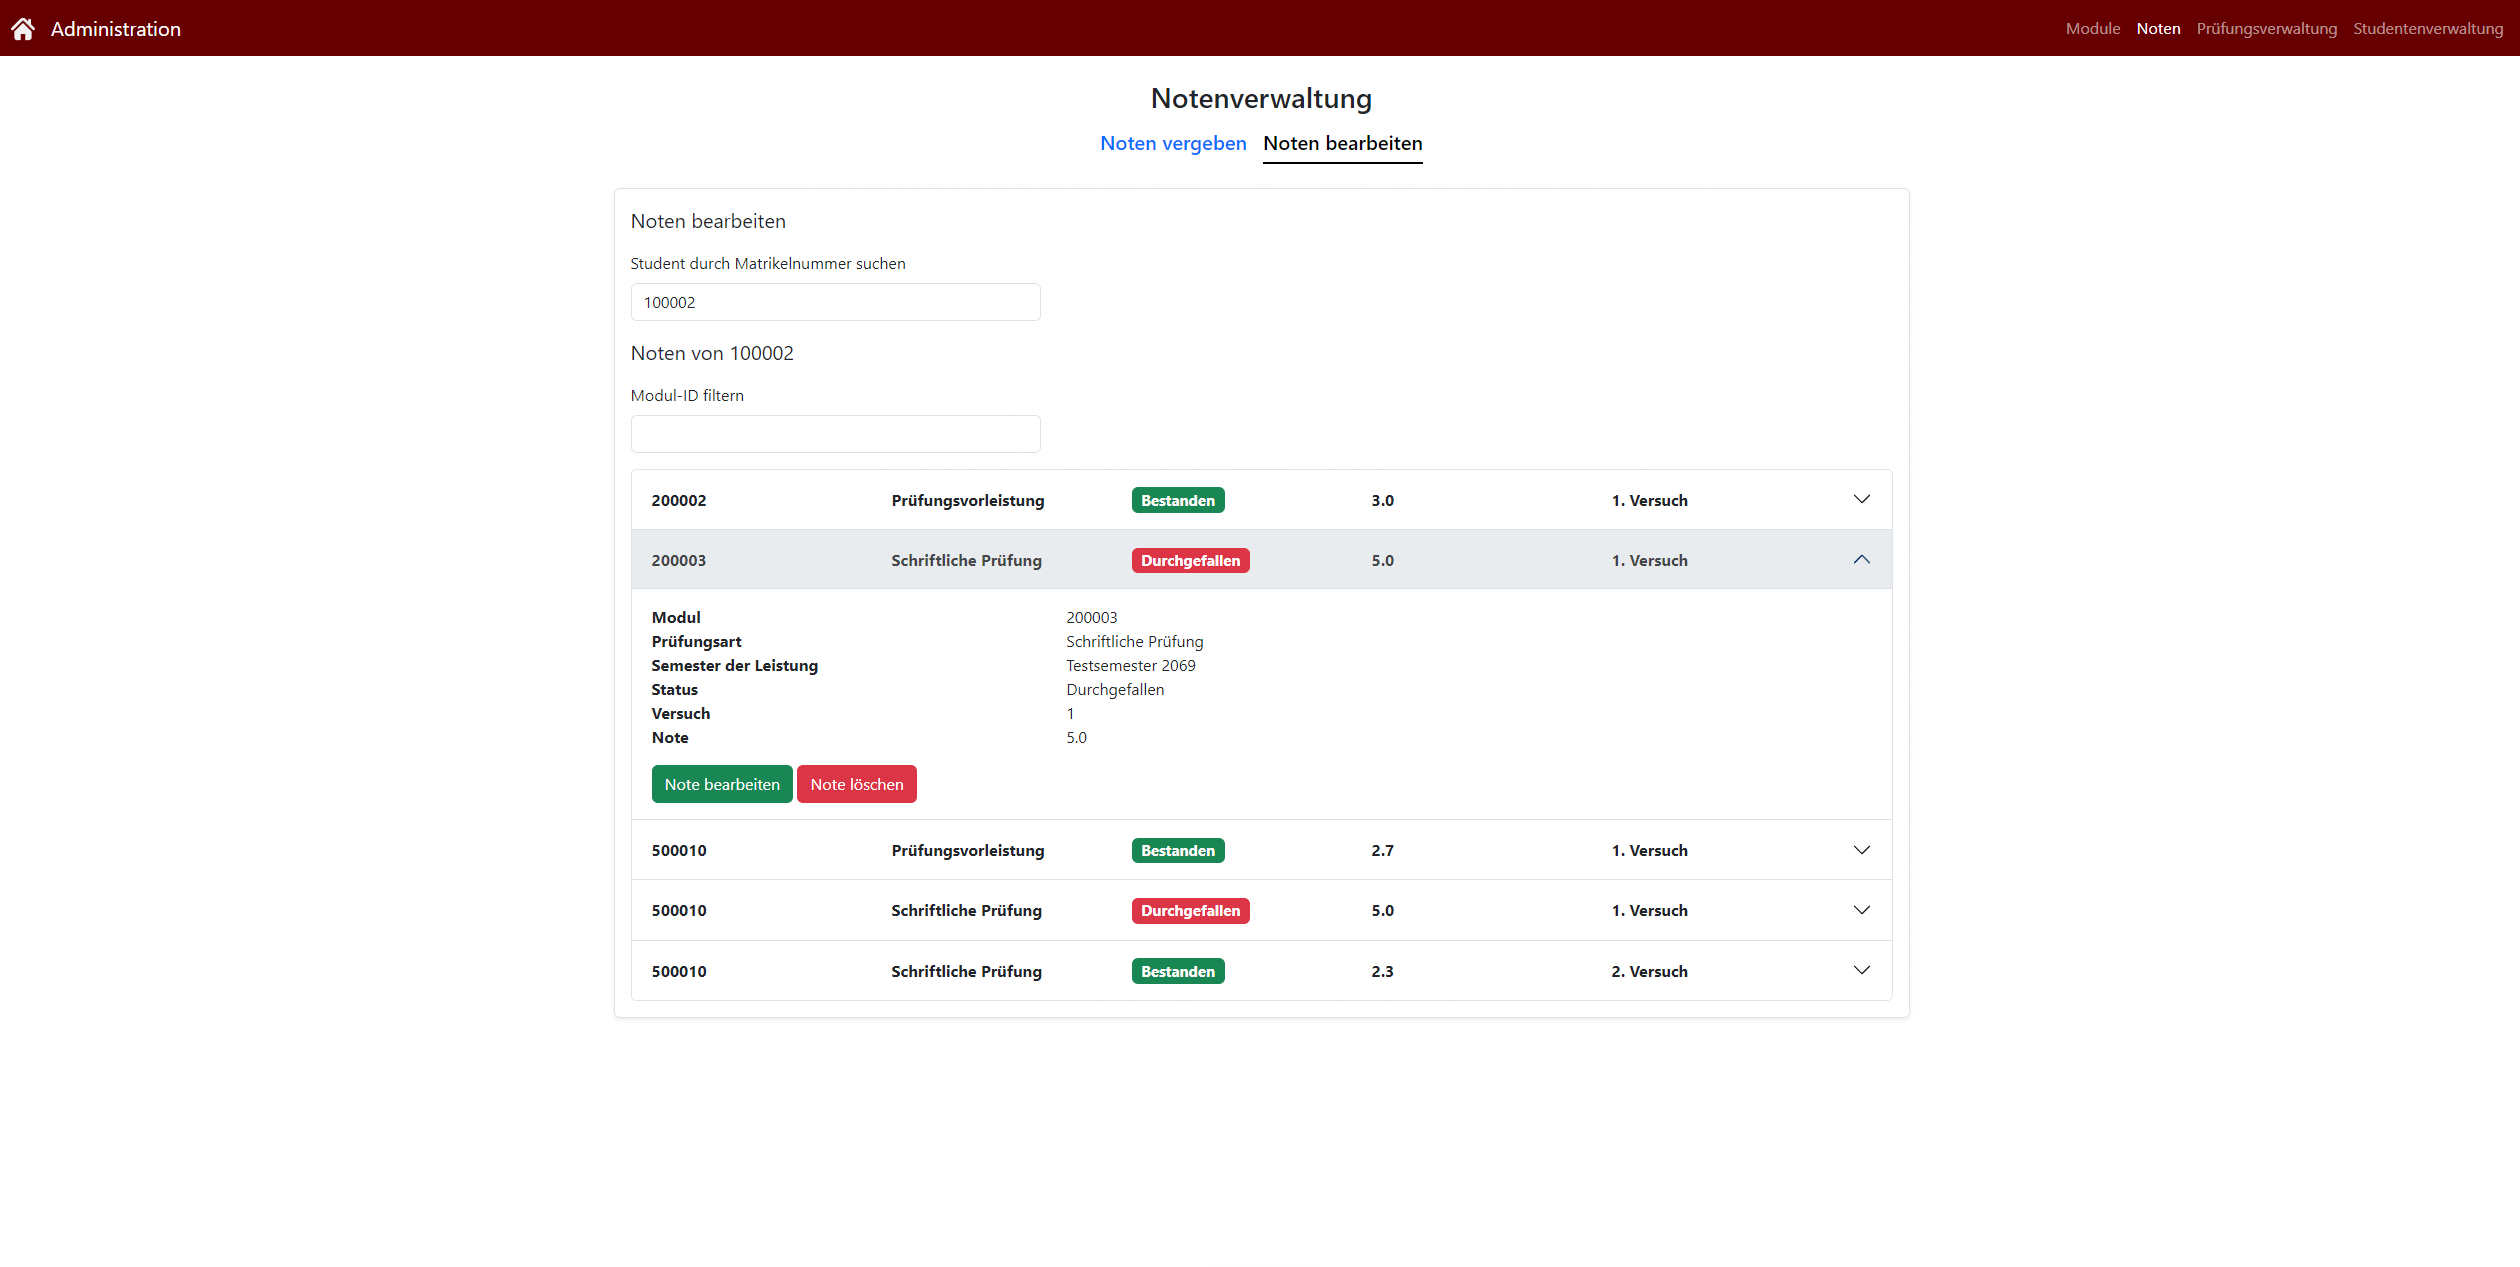 Administration Module Noten Prüfungsverwaltung Studentenverwaltung
Notenverwaltung
Noten vergeben Noten bearbeiten
Noten bearbeiten
Student durch Matrikelnummer suchen
100002
Noten von 100002
Modul-ID filtern
200002 Prüfungsvorleistung Bestanden 3.0 1. Versuch
200003 Schriftliche Prüfung Durchgefallen 5.0 1. Versuch
Modul 200003
Prüfungsart Schriftliche Prüfung
Semester der Leistung Testsemester 2069
Status Durchgefallen
Versuch 1
Note 5.0
Note bearbeiten Note löschen
500010 Prüfungsvorleistung Bestanden 2.7 1. Versuch
500010 Schriftliche Prüfung Durchgefallen 5.0 1. Versuch
500010 Schriftliche Prüfung Bestanden 2.3 2. Versuch